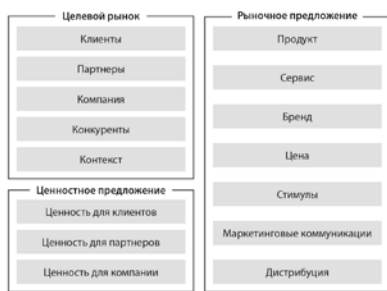 Целевой рынок
Клиенты
Партнеры
Компания
Конкуренты
Контекст
Ценностное предложение
Ценность для клиентов
Ценность для партнеров
Ценность для компании
Рыночное предложение
Продукт
Сервис
Бренд
Цена
Стимулы
Маркетинговые коммуникации
Дистрибуция